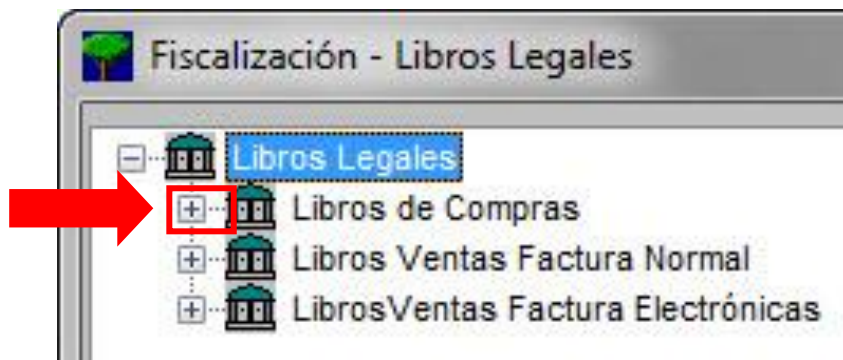 Fiscalización - Libros Legales
Libros Legales
Libros de Compras
Libros Ventas Factura Normal
LibrosVentas Factura Electrónicas